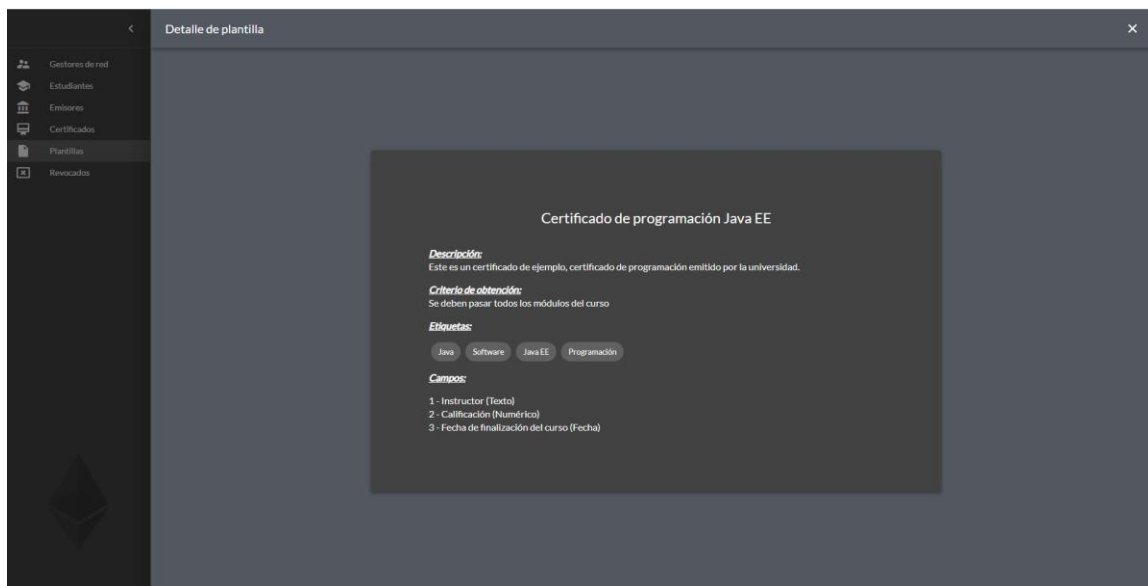 Detalle de plantilla
Gestores de red
Estudiantes
Emisores
Certificados
Plantillas
Revocados
Certificado de programación Java EE
Descripción:
Este es un certificado de ejemplo, certificado de programación emitido por la universidad.
Criterio de obtención:
Se deben pasar todos los módulos del curso
Etiquetas:
Java Software Java EE Programación
Campos:
1 - Instructor (Texto)
2 - Calificación (Numérico)
3 - Fecha de finalización del curso (Fecha)